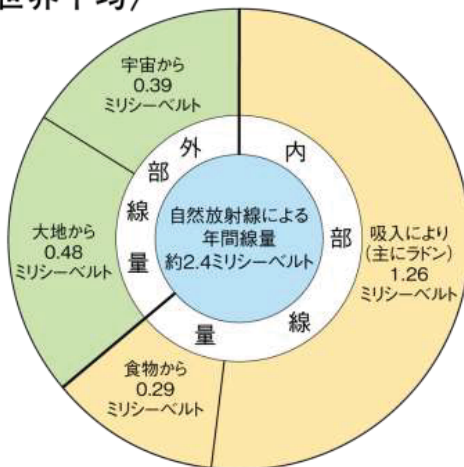 世界平均)
宇宙から
0.39
ミリシーベルト
大地から
0.48
ミリシーベルト
外部線量
自然放射線による
年間線量
約2.4ミリシーベルト
内部線量
吸入により
(主にラドン)
1.26
ミリシーベルト
食物から
0.29
ミリシーベルト